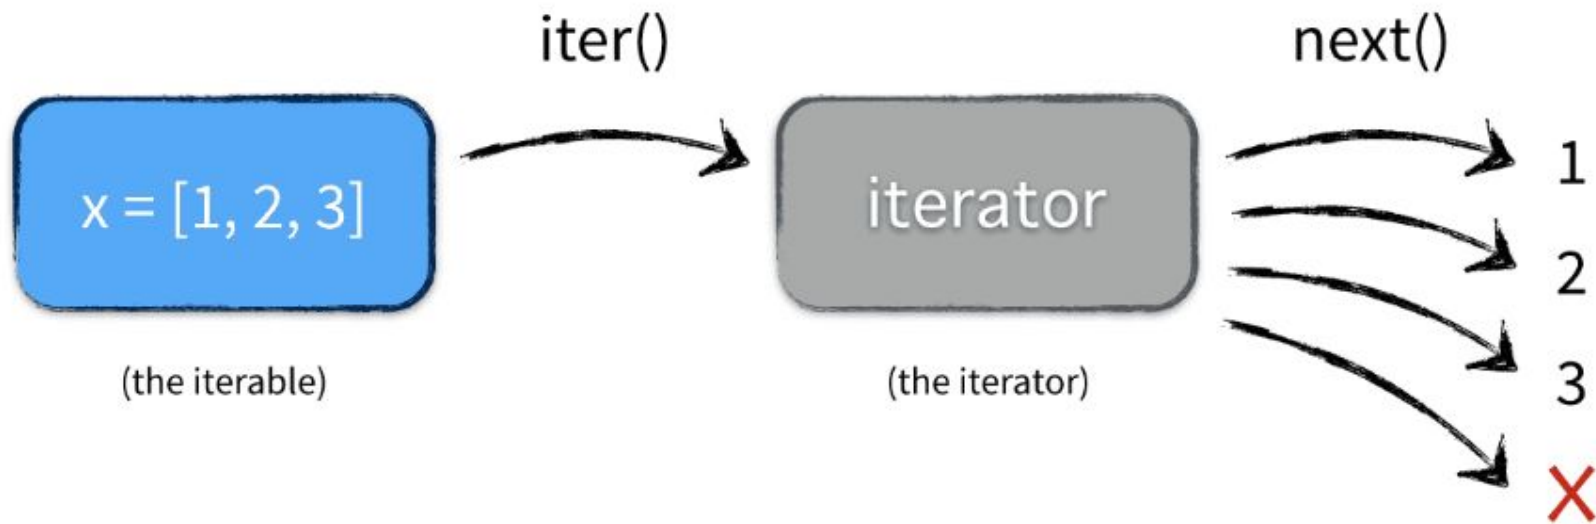 iter()
next()
x = [1, 2, 3]
iterator
1
2
3
X
(the iterable)
(the iterator)